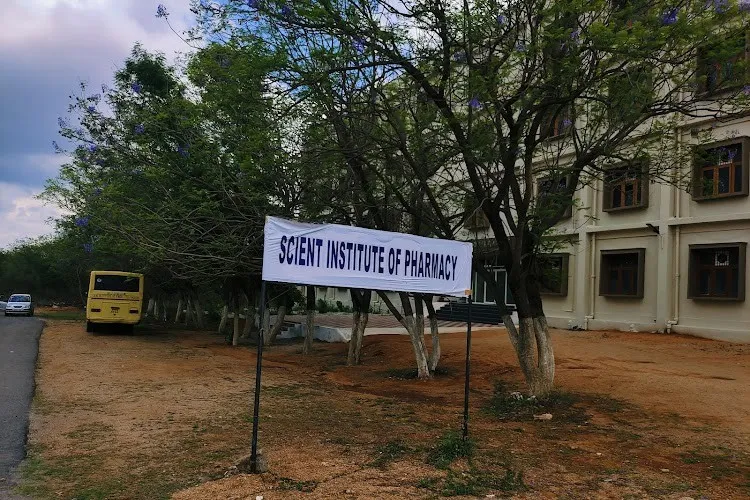 SCIENT INSTITUTE OF PHARMACY